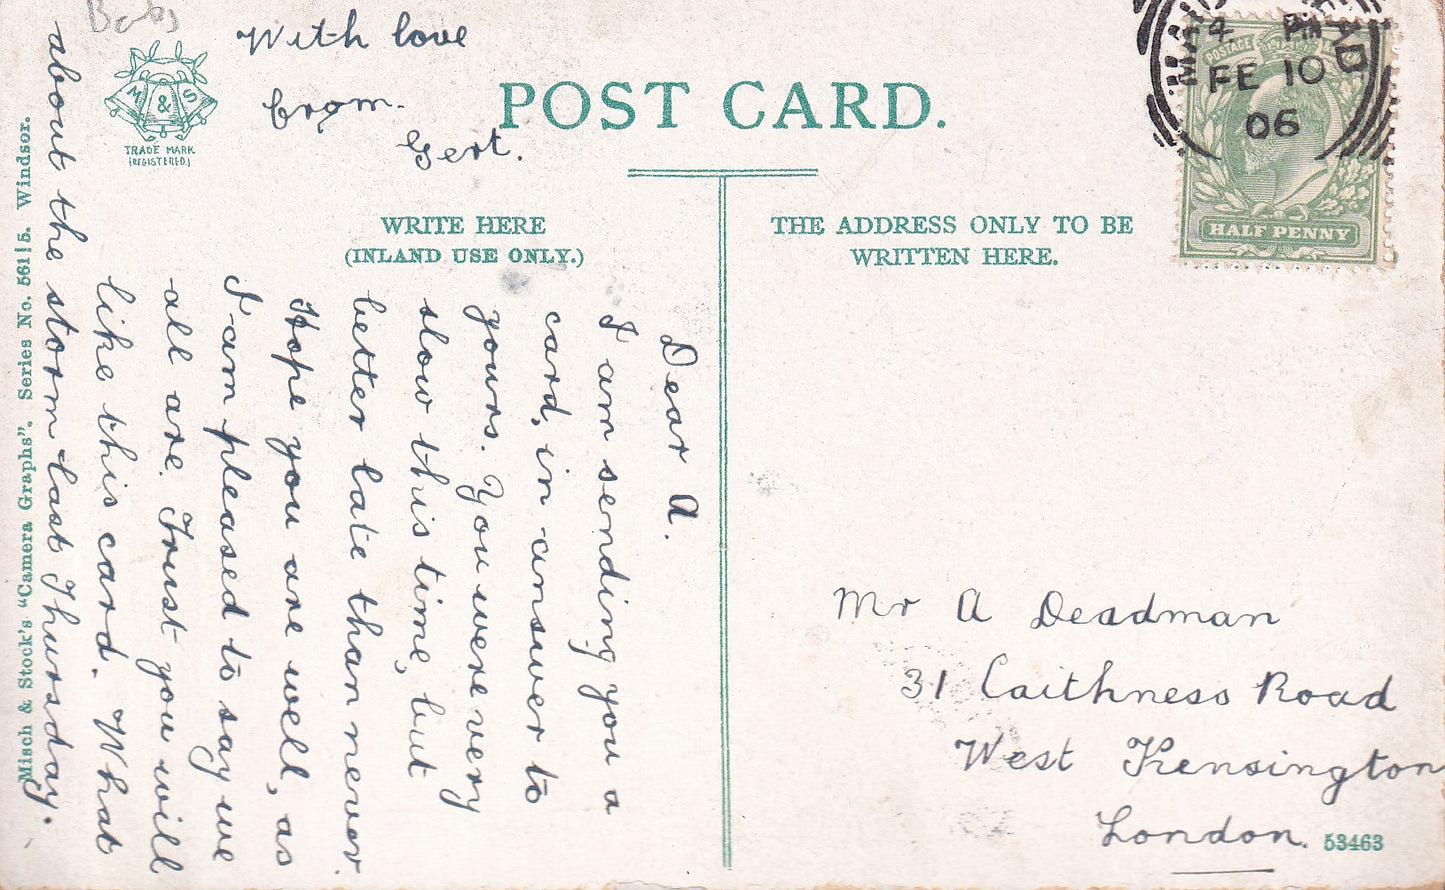 Babs
M & S
TRADE MARK
(REGISTERED)
With love
from.
Gert.
POST CARD.
WRITE HERE
(INLAND USE ONLY.)
Dear A.
I am sending you a
card, in answer to
yours. You were very
slow this time, but
better late than never.
Hope you are well, as
I am pleased to say we
all are. Trust you will
like this card. What
about the storm last Thursday.
Misch & Stock's "Camera Graphs". Series No. 561|5. Windsor.
THE ADDRESS ONLY TO BE
WRITTEN HERE.
POSTAGE
HALF PENNY
FE 10
06
Mr A Deadman
31 Caithness Road
West Kensington
London.
53463